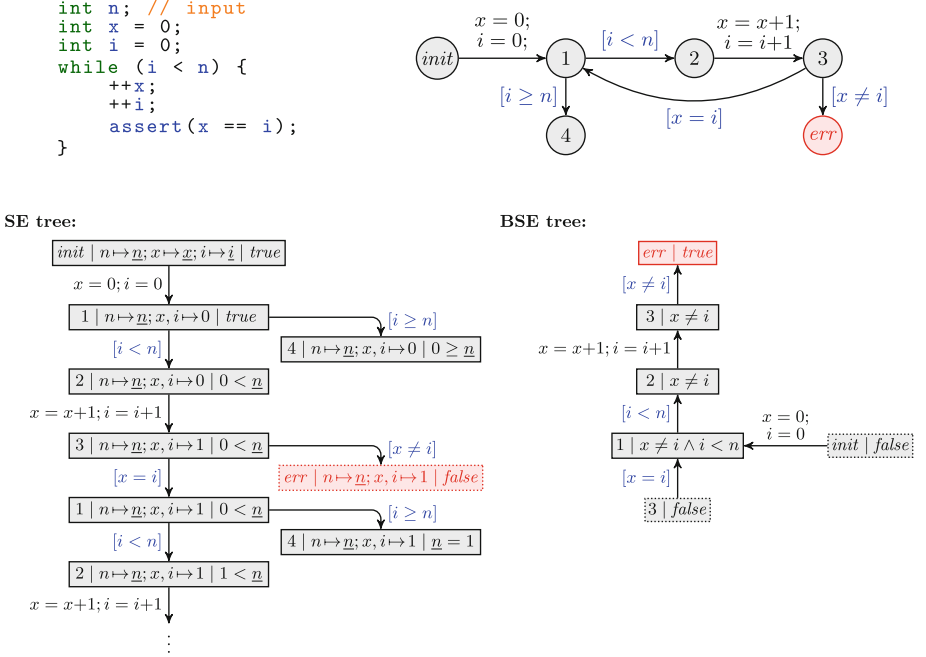 int n; // input
int x = 0;
int i = 0;
while (i < n) {
++x;
++i;
assert(x == i);
}
init
x = 0;
i = 0;
1
[i < n]
2
x = x+1;
i = i+1
3
[i ≥ n]
[x = i]
[x ≠ i]
4
err
SE tree:
init | n↦n; x↦x; i↦i | true
x = 0; i = 0
1 | n↦n; x, i↦0 | true
[i ≥ n]
[i < n]
4 | n↦n; x, i↦0 | 0 ≥ n
2 | n↦n; x, i↦0 | 0 < n
x = x+1; i = i+1
3 | n↦n; x, i↦1 | 0 < n
[x ≠ i]
[x = i]
err | n↦n; x, i↦1 | false
1 | n↦n; x, i↦1 | 0 < n
[i ≥ n]
[i < n]
4 | n↦n; x, i↦1 | n = 1
2 | n↦n; x, i↦1 | 1 < n
x = x+1; i = i+1
⋮
BSE tree:
err | true
[x ≠ i]
3 | x ≠ i
x = x+1; i = i+1
2 | x ≠ i
[i < n]
x = 0;
i = 0
1 | x ≠ i ∧ i < n
init | false
[x = i]
3 | false